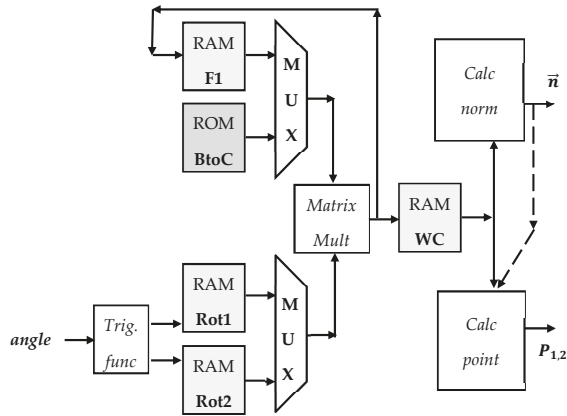 RAM
F1
ROM
BtoC
M
U
X
Matrix
Mult
RAM
WC
Calc
norm
n⃗
angle
Trig.
func
RAM
Rot1
RAM
Rot2
M
U
X
Calc
point
P₁,₂